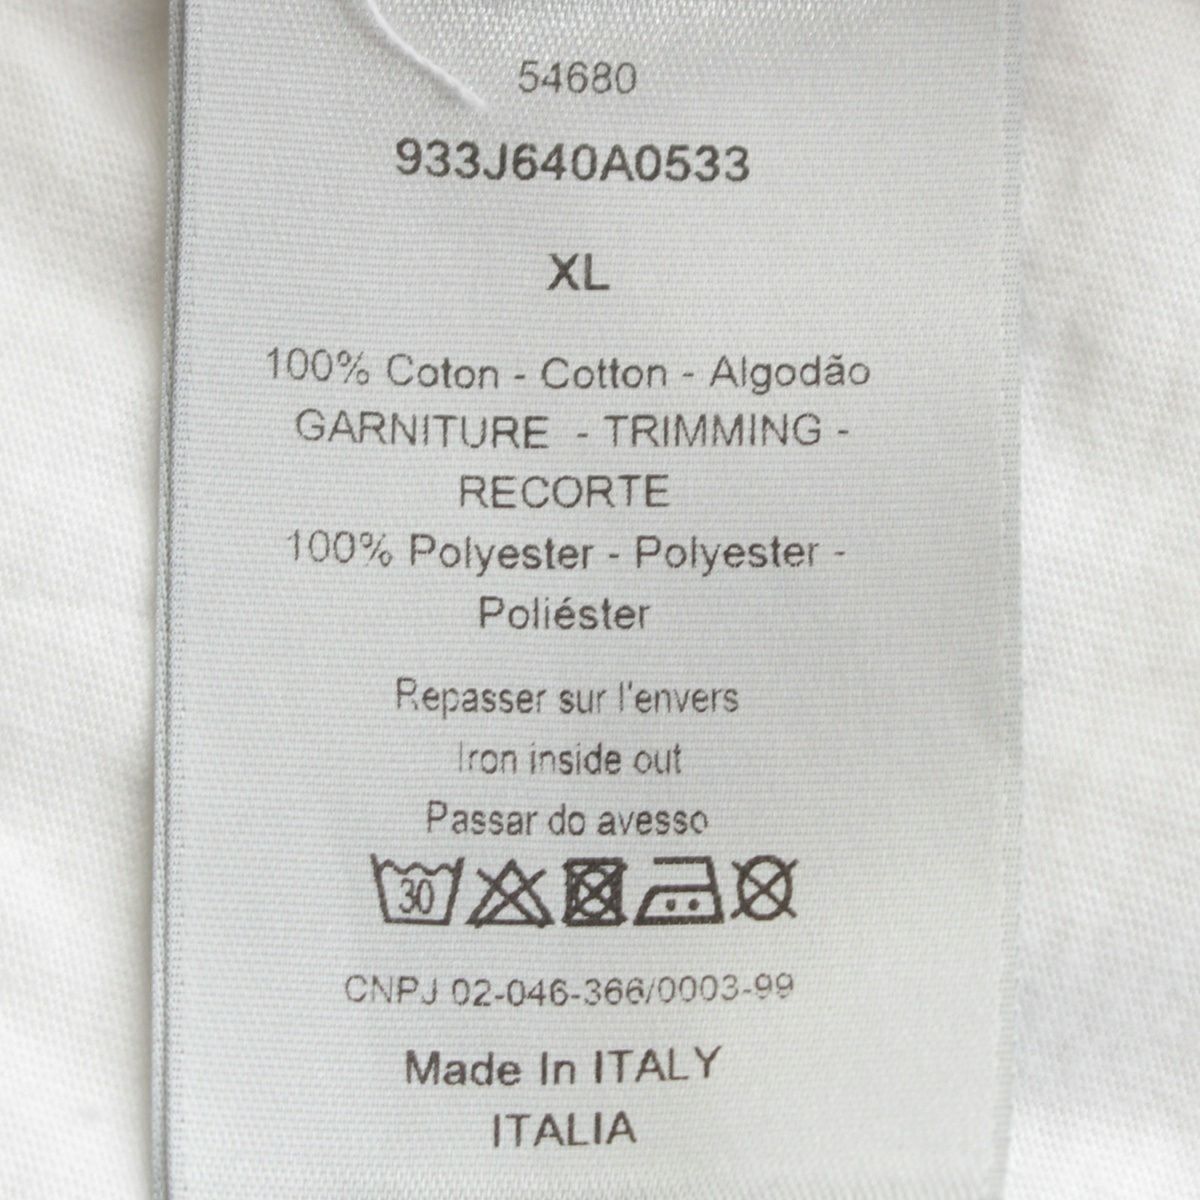 54680
933J640A0533
XL
100% Coton - Cotton - Algodão
GARNITURE - TRIMMING -
RECORTE
100% Polyester - Polyester -
Poliéster
Repasser sur l'envers
Iron inside out
Passar do avesso
30
CNPJ 02-046-366/0003-99
Made In ITALY
ITALIA